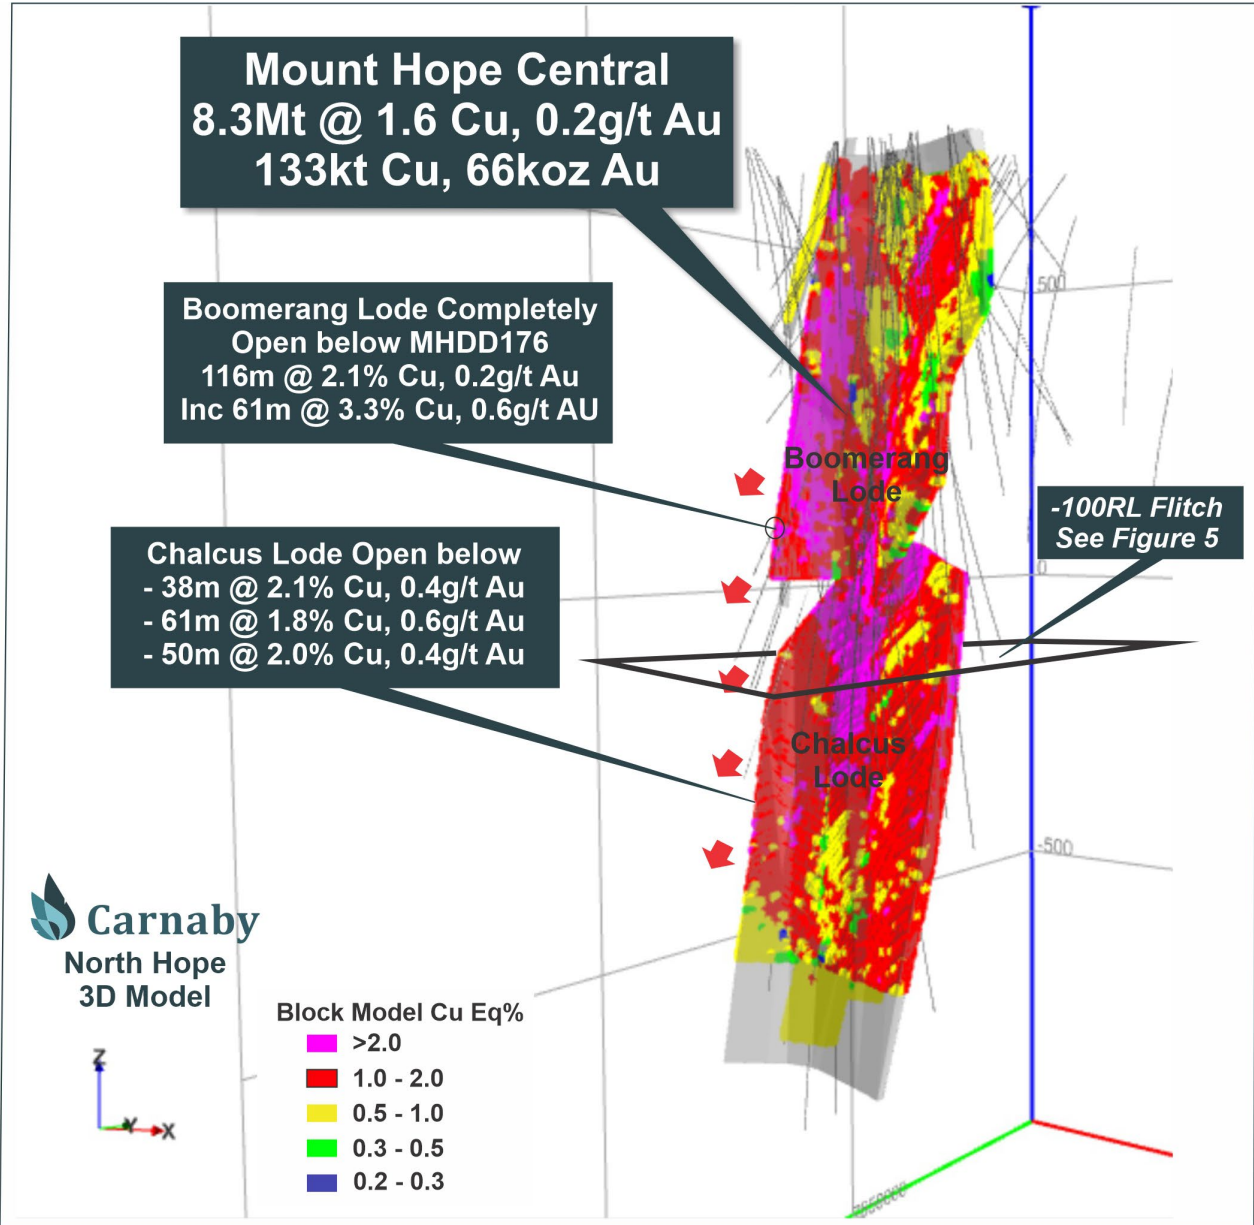 Mount Hope Central
8.3Mt @ 1.6 Cu, 0.2g/t Au
133kt Cu, 66koz Au
Boomerang Lode Completely
Open below MHDD176
116m @ 2.1% Cu, 0.2g/t Au
Inc 61m @ 3.3% Cu, 0.6g/t AU
500
Boomerang
Lode
-100RL Flitch
See Figure 5
Chalcus Lode Open below
- 38m @ 2.1% Cu, 0.4g/t Au
- 61m @ 1.8% Cu, 0.6g/t Au
- 50m @ 2.0% Cu, 0.4g/t Au
0
Chalcus
Lode
-500
Carnaby
North Hope
3D Model
Block Model Cu Eq%
>2.0
1.0 - 2.0
0.5 - 1.0
0.3 - 0.5
0.2 - 0.3
Z
Y
X